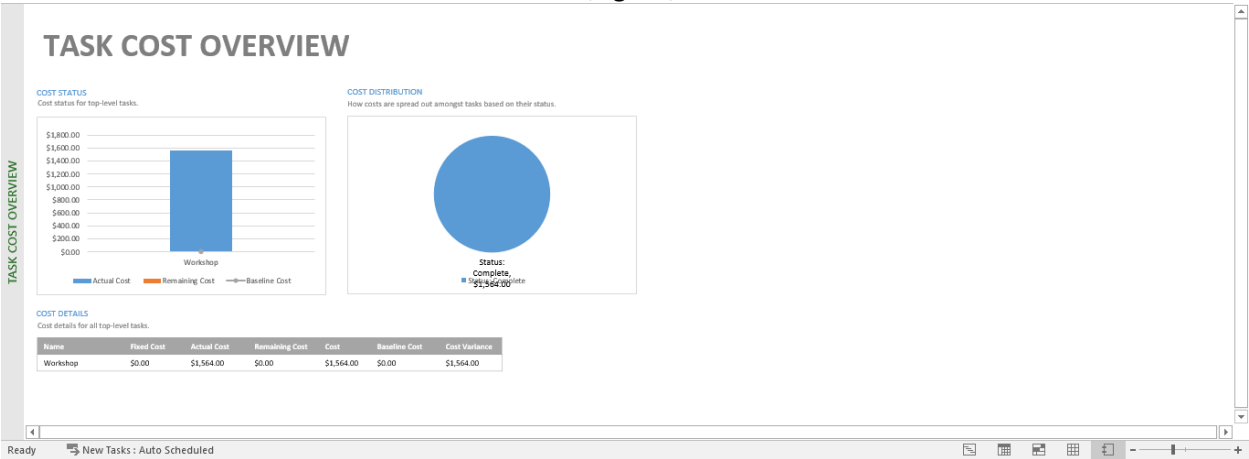 TASK COST OVERVIEW
TASK COST OVERVIEW
COST STATUS
Cost status for top-level tasks.
$1,800.00
$1,600.00
$1,400.00
$1,200.00
$1,000.00
$800.00
$600.00
$400.00
$200.00
$0.00
Workshop
Actual Cost Remaining Cost Baseline Cost
COST DISTRIBUTION
How costs are spread out amongst tasks based on their status.
Status:
Complete,
$1,564.00
Status: Complete
COST DETAILS
Cost details for all top-level tasks.
Name Fixed Cost Actual Cost Remaining Cost Cost Baseline Cost Cost Variance
Workshop $0.00 $1,564.00 $0.00 $1,564.00 $0.00 $1,564.00
Ready New Tasks : Auto Scheduled